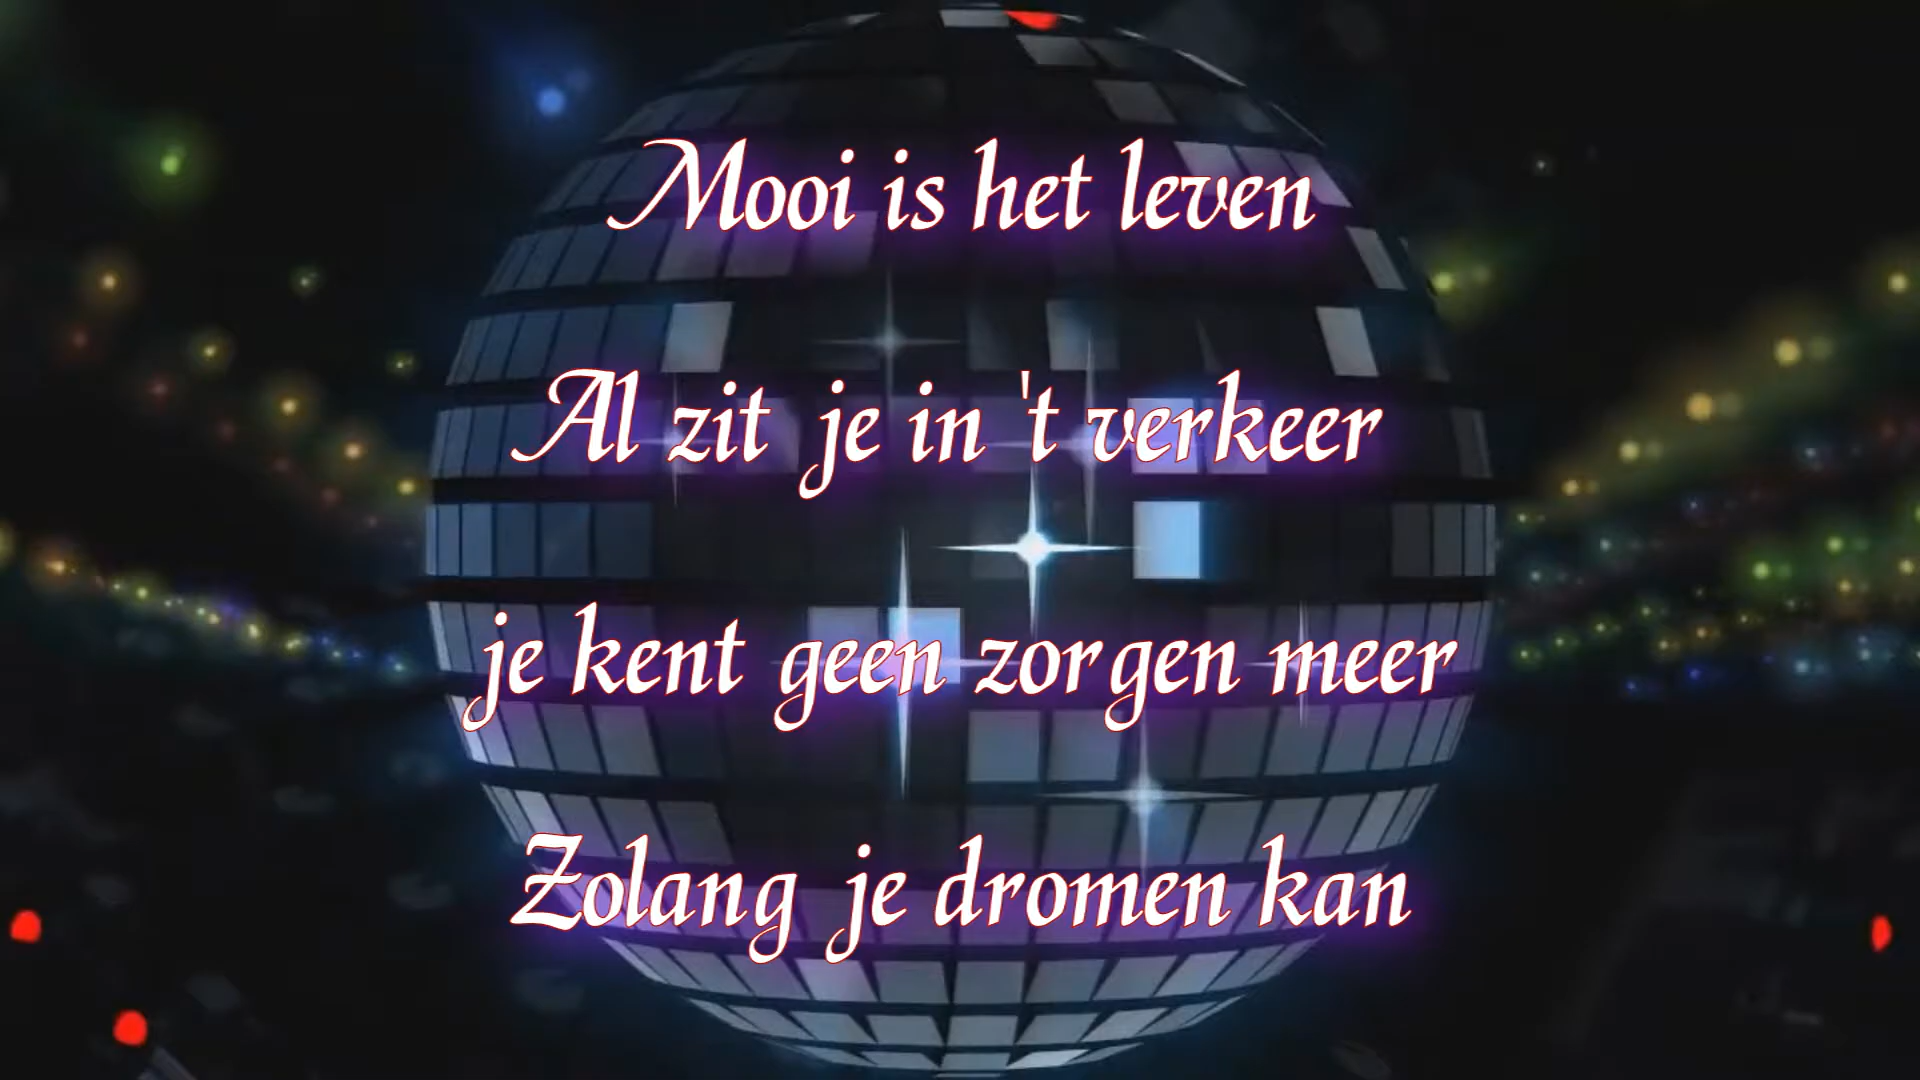 Mooi is het leven
Al zit je in 't verkeer
je kent geen zorgen meer
Zolang je dromen kan